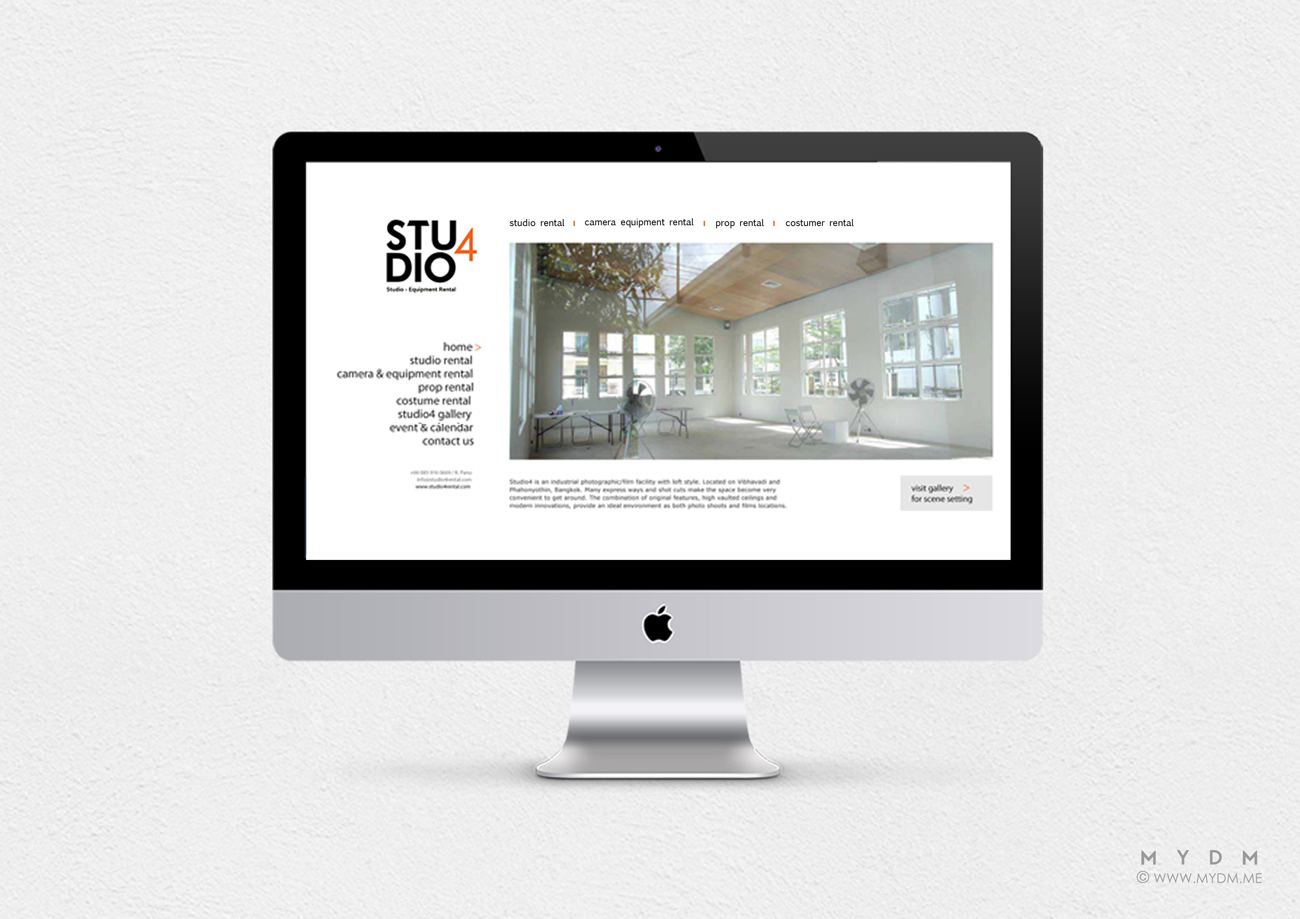 STU
DIO 4
Studio - Equipment Rental
studio rental | camera equipment rental | prop rental | costumer rental
home >
studio rental
camera & equipment rental
prop rental
costume rental
studio4 gallery
event & calendar
contact us
info@studio4rental.com
www.studio4rental.com
Studio4 is an industrial photographic/film facility with loft style. Located on Vibhavadi and
Phahonyothin, Bangkok. Many express ways and shot cuts make the space become very
convenient to get around. The combination of original features, high vaulted ceilings and
modern innovations, provide an ideal environment as both photo shoots and films locations.
visit gallery >
for scene setting
M Y D M
© WWW.MYDM.ME